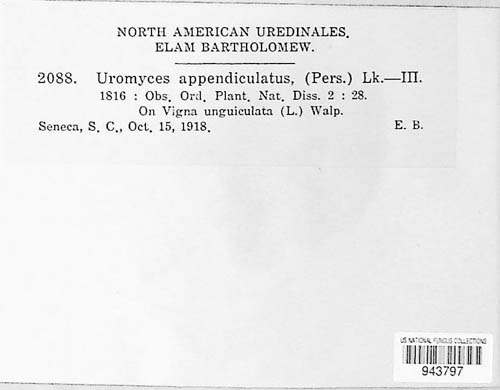 NORTH AMERICAN UREDINALES.
ELAM BARTHOLOMEW.
2088. Uromyces appendiculatus, (Pers.) Lk.—III.
1816 : Obs. Ord. Plant. Nat. Diss. 2 : 28.
On Vigna unguiculata (L.) Walp.
Seneca, S. C., Oct. 15, 1918. E. B.
US NATIONAL FUNGUS COLLECTIONS
943797